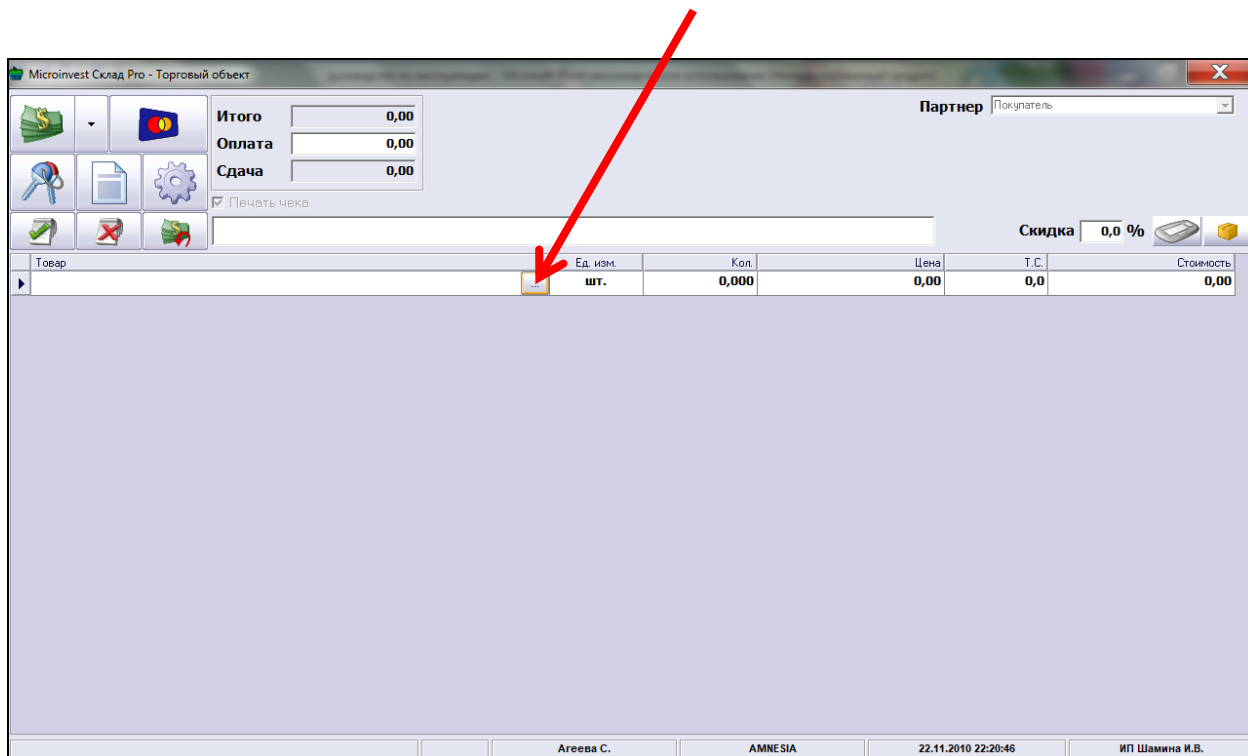 Microinvest Склад Pro - Торговый объект
Итого 0,00
Партнер Покупатель
Оплата 0,00
Сдача 0,00
Печать чека
Скидка 0,0 %
Товар Ед. изм. Кол. Цена Т.С. Стоимость
... шт. 0,000 0,00 0,0 0,00
Агеева С. AMNESIA 22.11.2010 22:20:46 ИП Шамина И.В.